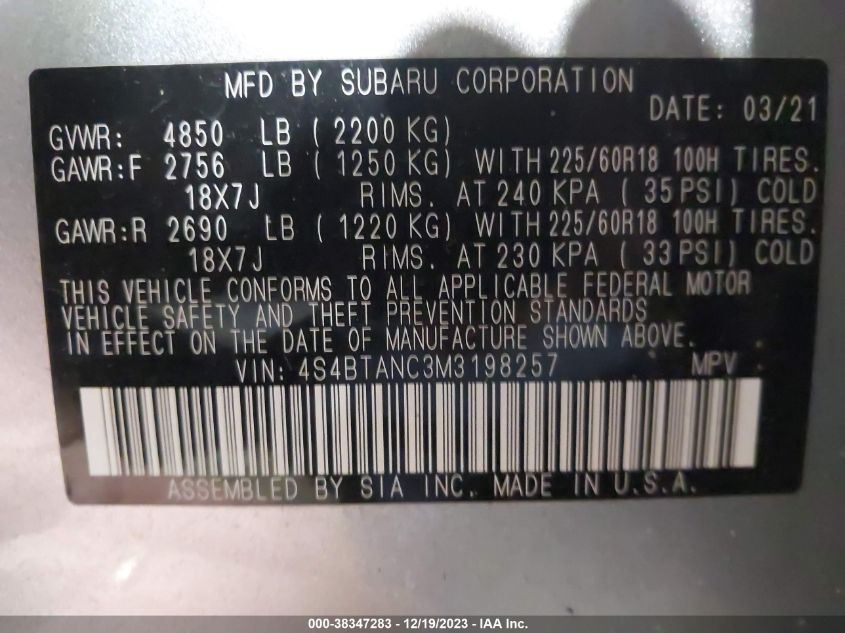 MFD BY SUBARU CORPORATION
DATE: 03/21
GVWR: 4850 LB ( 2200 KG)
GAWR:F 2756 LB ( 1250 KG) WITH 225/60R18 100H TIRES.
18X7J RIMS. AT 240 KPA ( 35 PSI) COLD
GAWR:R 2690 LB ( 1220 KG) WITH 225/60R18 100H TIRES.
18X7J RIMS. AT 230 KPA ( 33 PSI) COLD
THIS VEHICLE CONFORMS TO ALL APPLICABLE FEDERAL MOTOR
VEHICLE SAFETY AND THEFT PREVENTION STANDARDS
IN EFFECT ON THE DATE OF MANUFACTURE SHOWN ABOVE.
VIN: 4S4BTANC3M3198257 MPV
ASSEMBLED BY SIA INC. MADE IN U.S.A.
000-38347283 - 12/19/2023 - IAA Inc.